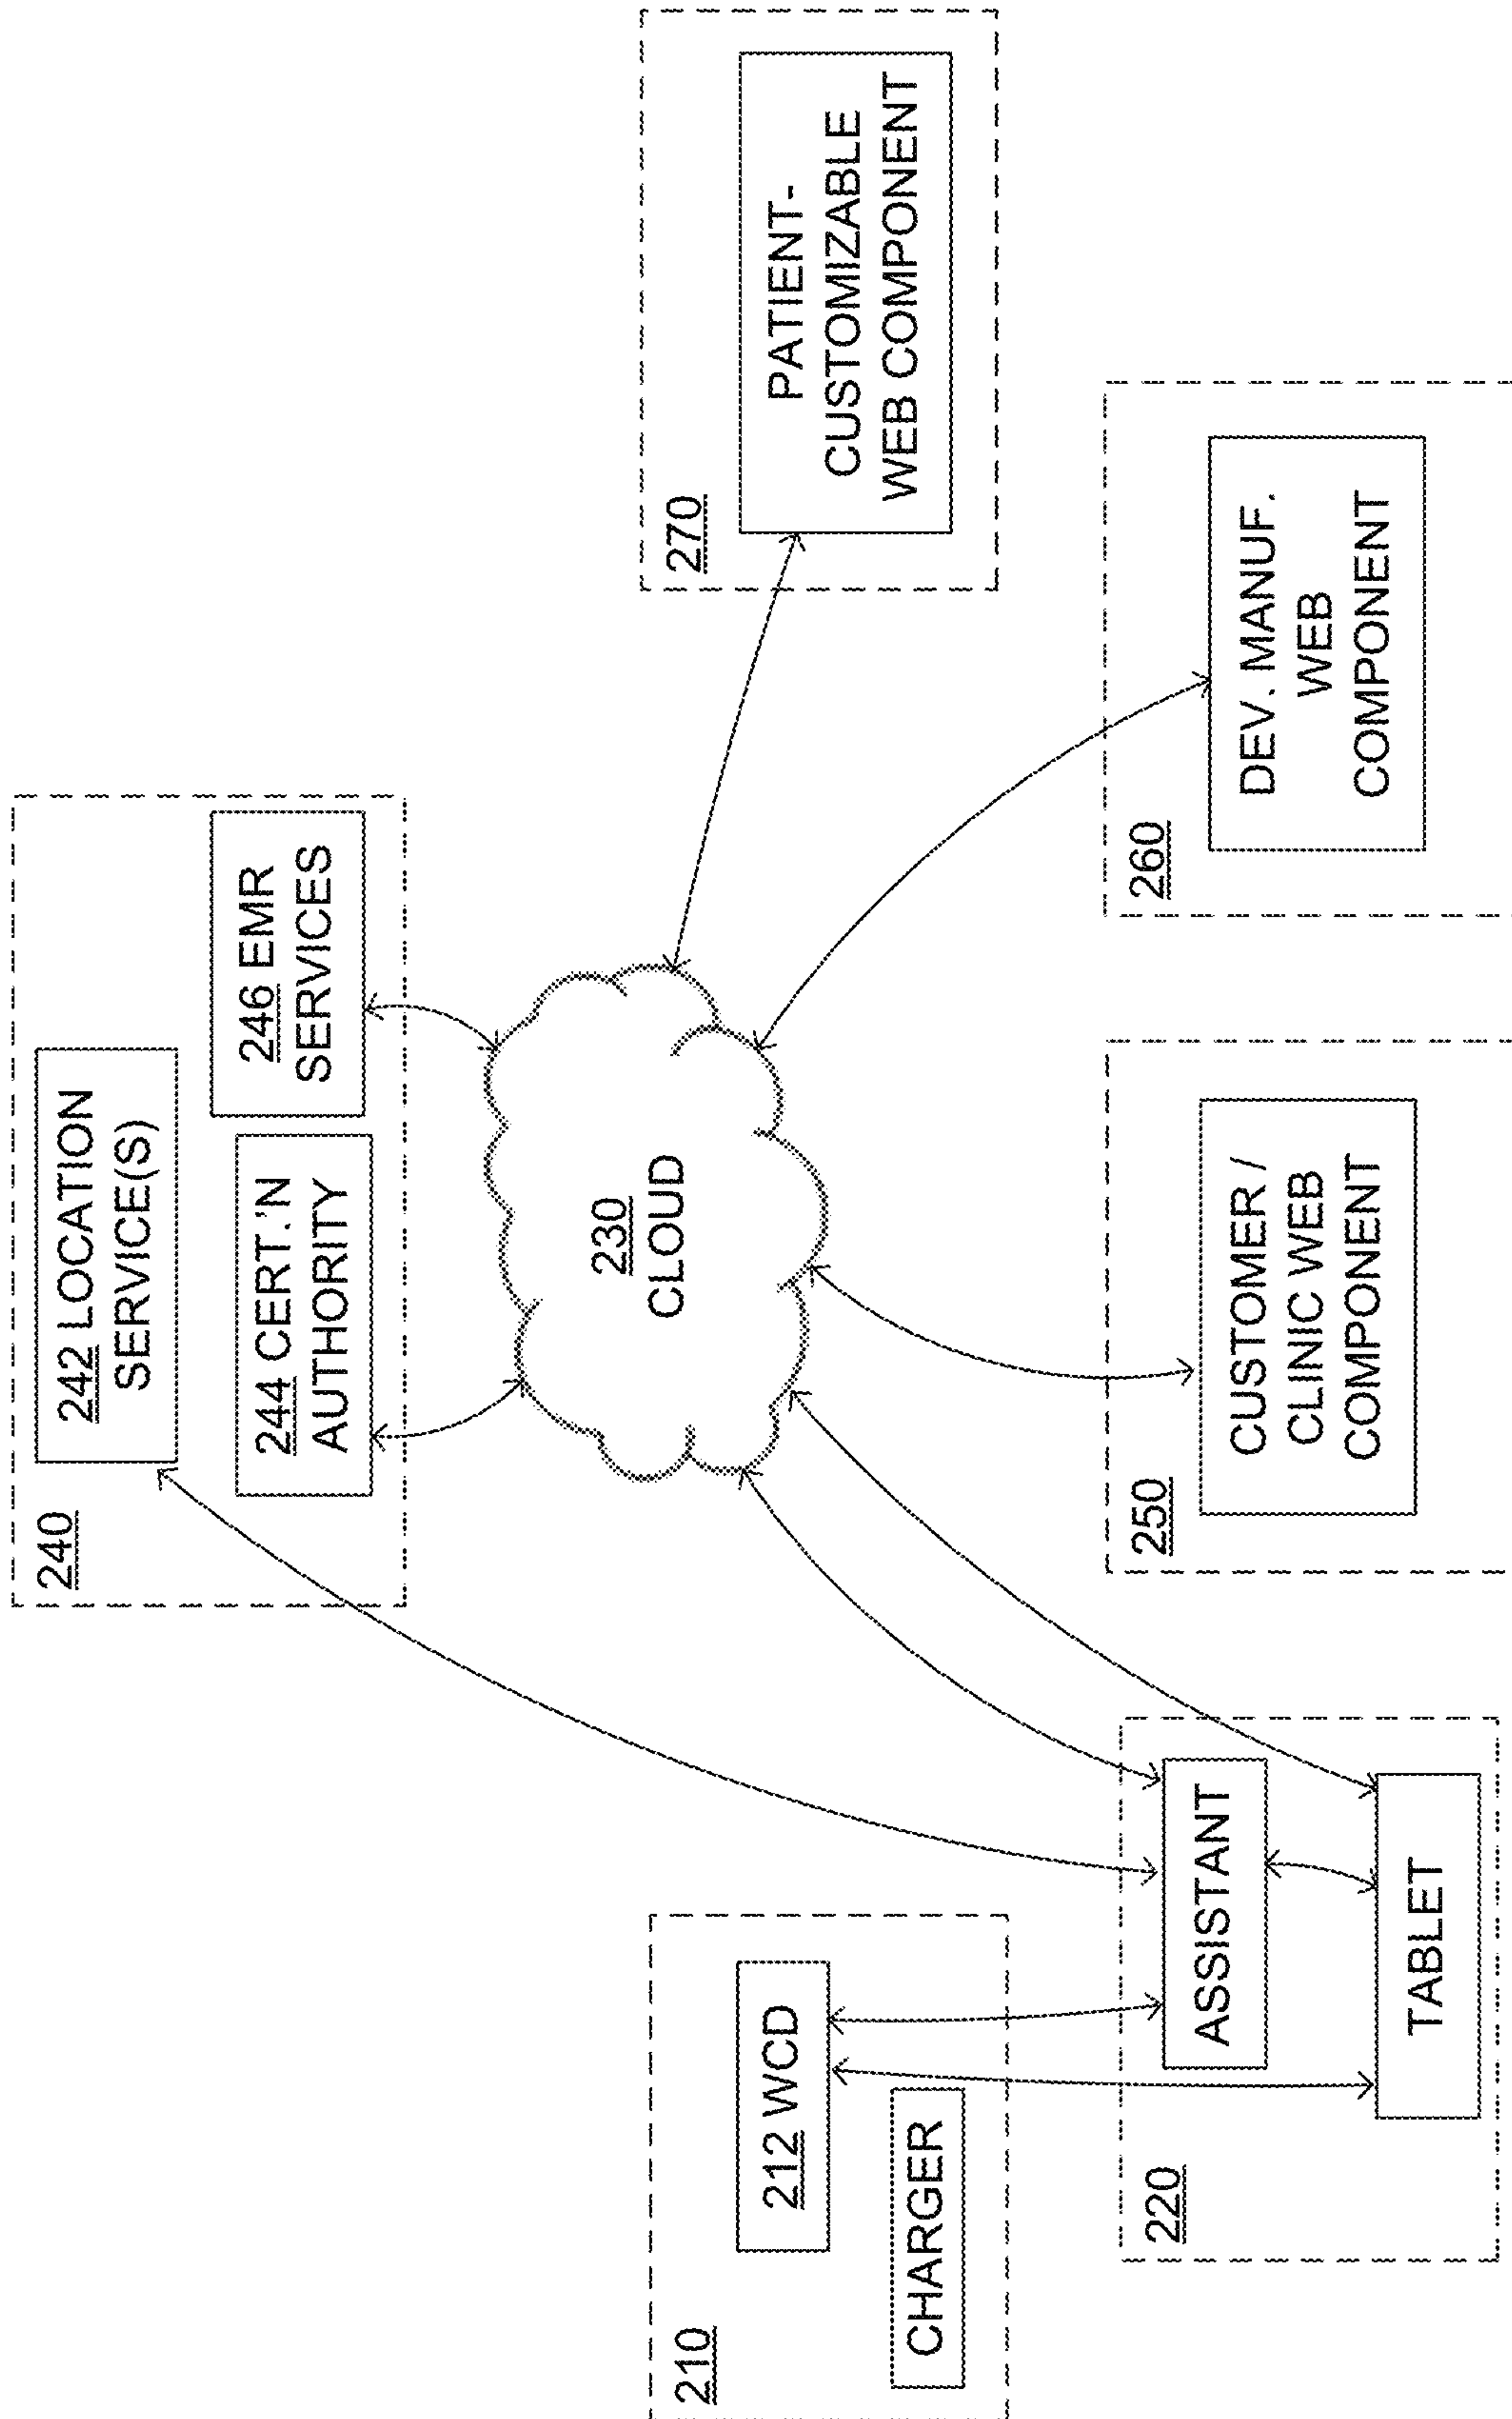 240
242 LOCATION
SERVICE(S)
244 CERT.'N
AUTHORITY
246 EMR
SERVICES
210
212 WCD
CHARGER
230
CLOUD
270
PATIENT-
CUSTOMIZABLE
WEB COMPONENT
220
ASSISTANT
TABLET
250
CUSTOMER /
CLINIC WEB
COMPONENT
260
DEV. MANUF.
WEB
COMPONENT